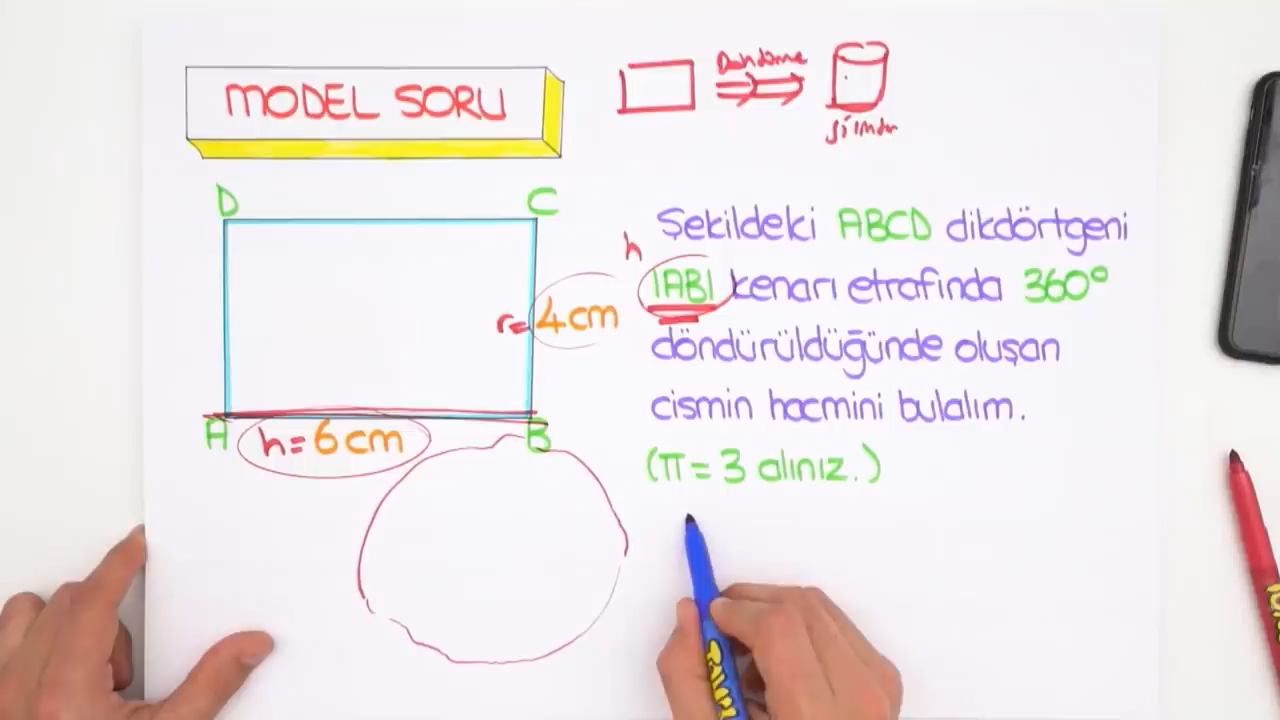 MODEL SORU
Döndürme
silindir
D
C
Şekildeki ABCD dikdörtgeni
h
|AB| kenarı etrafında 360°
r= 4cm
döndürüldüğünde oluşan
cismin hacmini bulalım.
A
h= 6cm
B
(π = 3 alınız.)